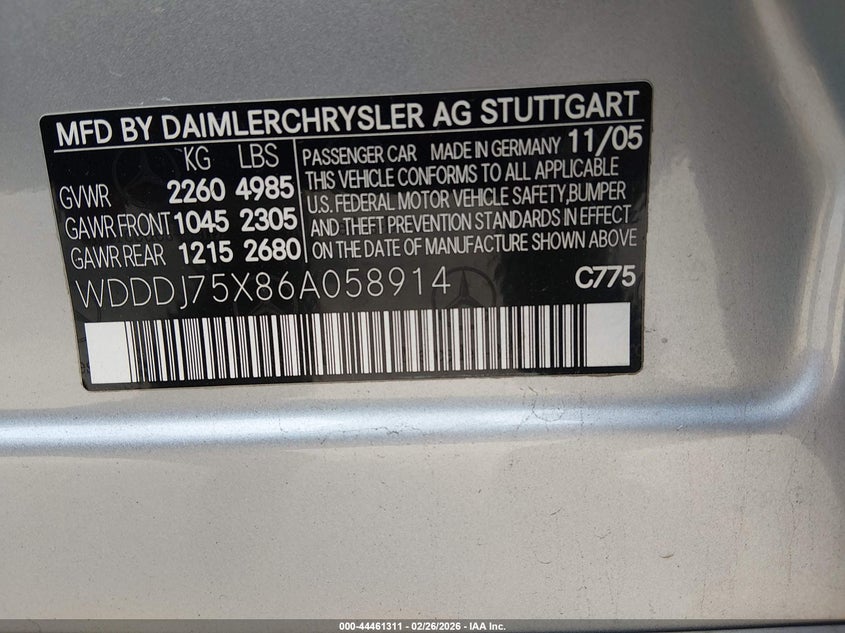 MFD BY DAIMLERCHRYSLER AG STUTTGART
KG LBS
GVWR 2260 4985
GAWR FRONT 1045 2305
GAWR REAR 1215 2680
PASSENGER CAR MADE IN GERMANY 11/05
THIS VEHICLE CONFORMS TO ALL APPLICABLE
U.S. FEDERAL MOTOR VEHICLE SAFETY,BUMPER
AND THEFT PREVENTION STANDARDS IN EFFECT
ON THE DATE OF MANUFACTURE SHOWN ABOVE
WDDDJ75X86A058914 C775
000-44461311 - 02/26/2026 - IAA Inc.